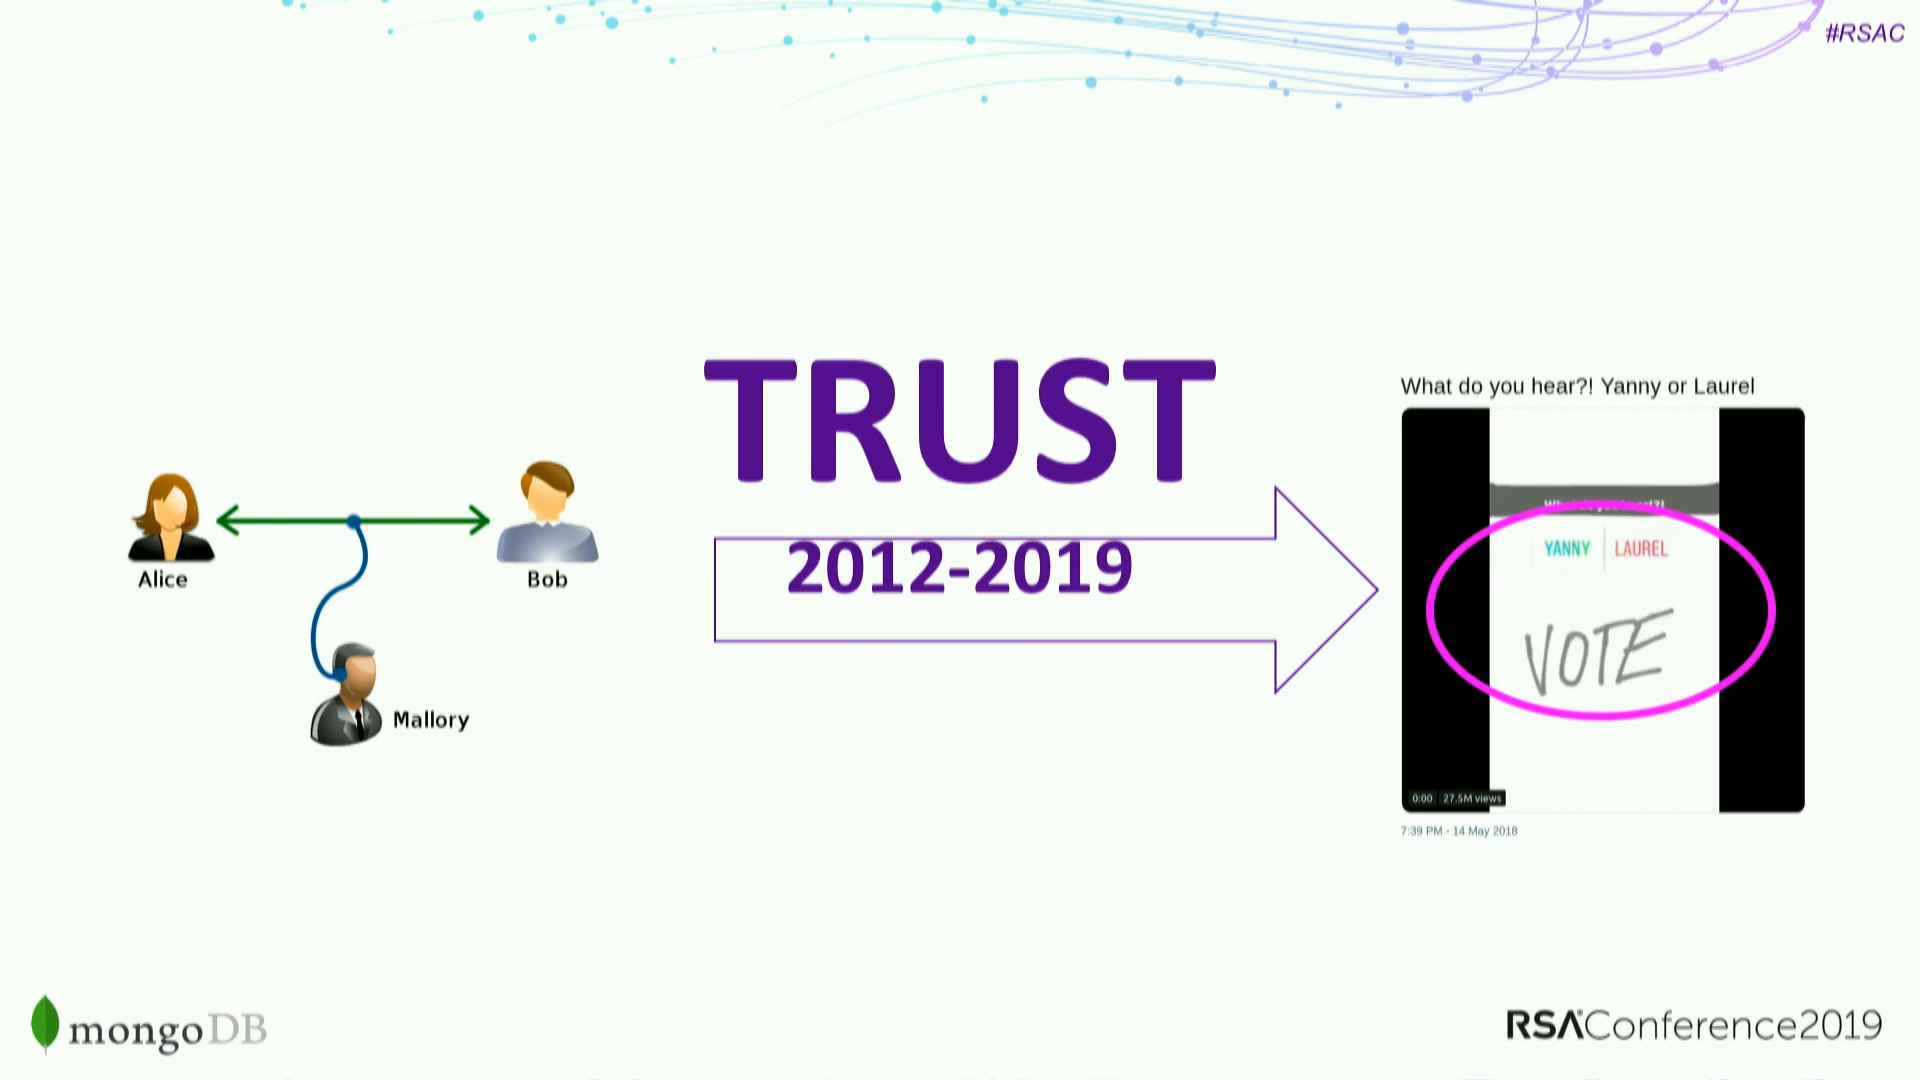 #RSAC
TRUST
2012-2019
Alice
Bob
Mallory
What do you hear?! Yanny or Laurel
YANNY
LAUREL
VOTE
0:00
27.5M views
7:39 PM - 14 May 2018
mongoDB
RSAConference2019